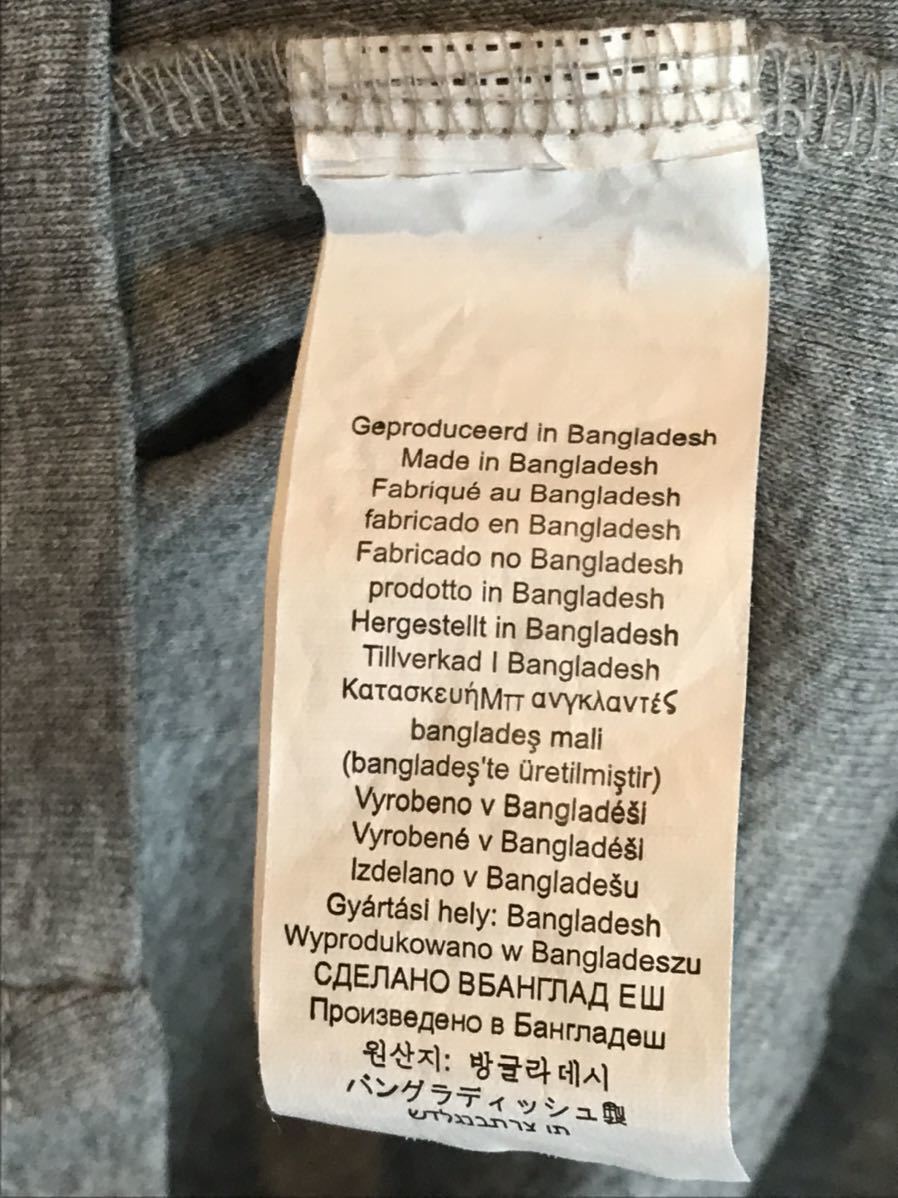 Geproduceerd in Bangladesh
Made in Bangladesh
Fabriqué au Bangladesh
fabricado en Bangladesh
Fabricado no Bangladesh
prodotto in Bangladesh
Hergestellt in Bangladesh
Tillverkad I Bangladesh
ΚατασκευήΜπ ανγκλαντές
bangladeş mali
(bangladeş'te üretilmiştir)
Vyrobeno v Bangladéši
Vyrobené v Bangladéši
Izdelano v Bangladešu
Gyártási hely: Bangladesh
Wyprodukowano w Bangladeszu
СДЕЛАНО ВБАНГЛАД ЕШ
Произведено в Бангладеш
원산지: 방글라데시
バングラディッシュ製